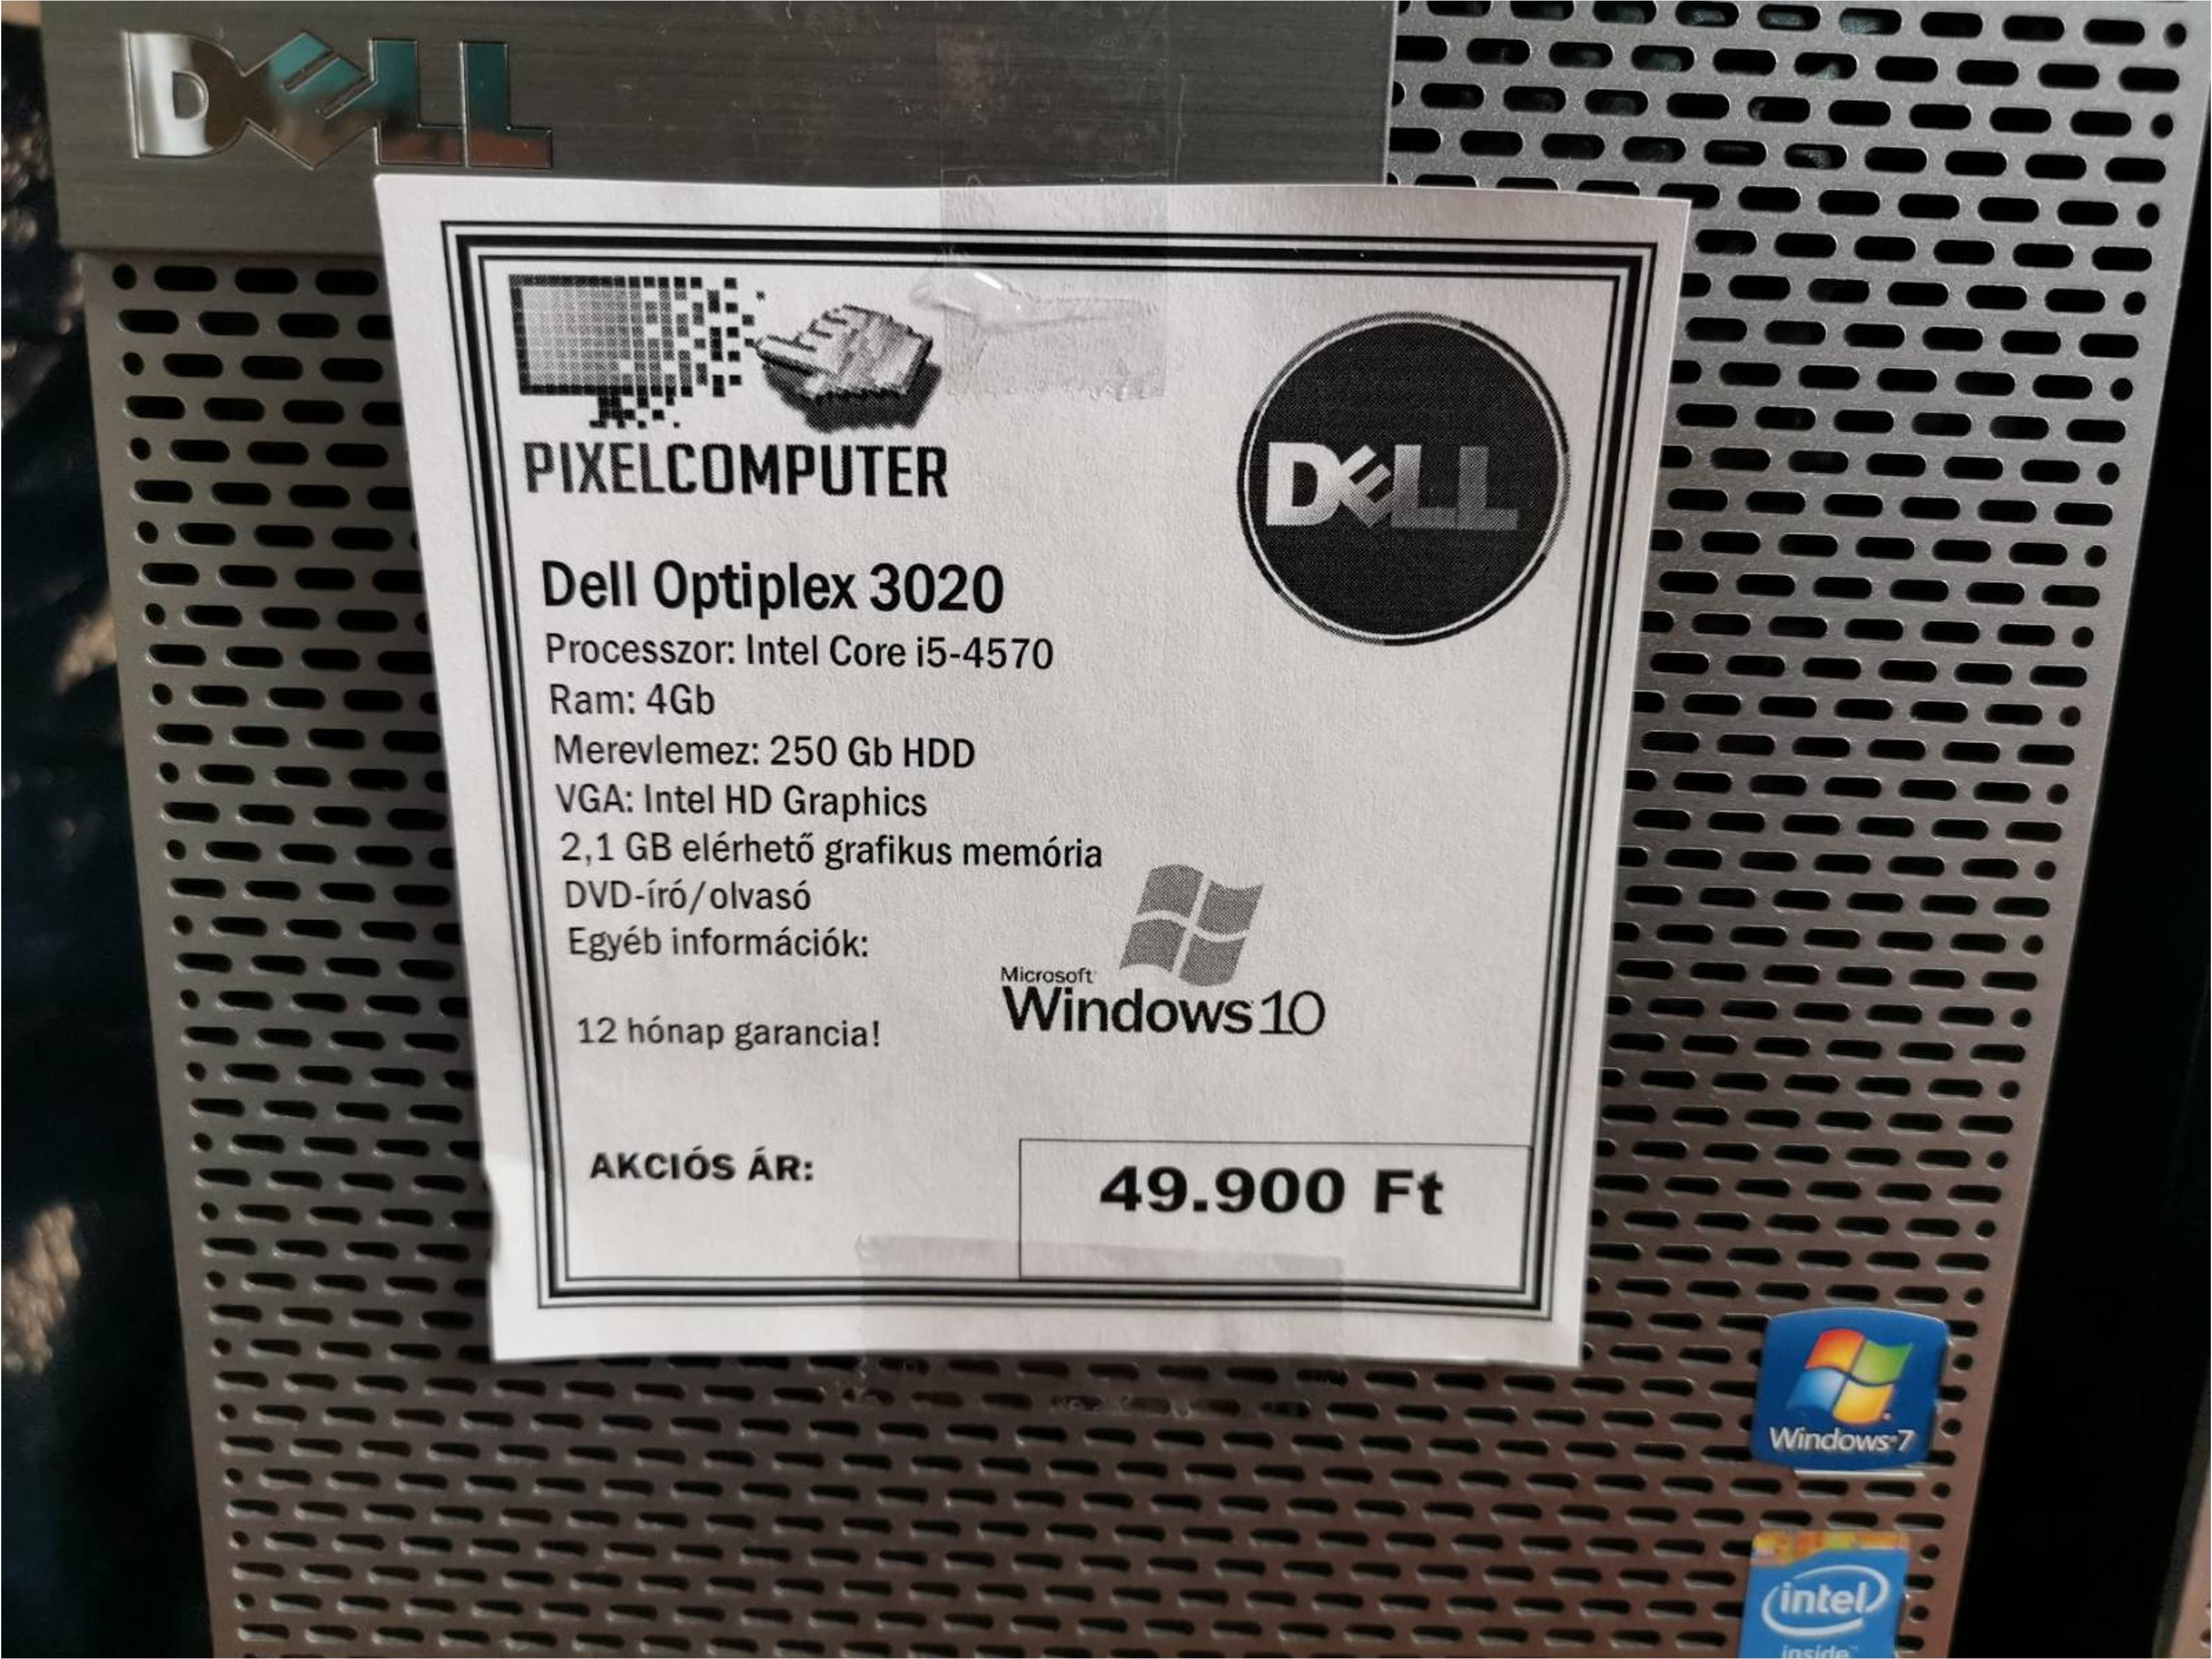 DELL
PIXELCOMPUTER
DELL
Dell Optiplex 3020
Processzor: Intel Core i5-4570
Ram: 4Gb
Merevlemez: 250 Gb HDD
VGA: Intel HD Graphics
2,1 GB elérhető grafikus memória
DVD-író/olvasó
Egyéb információk:
Microsoft
Windows 10
12 hónap garancia!
AKCIÓS ÁR:
49.900 Ft
Windows 7
intel
inside™